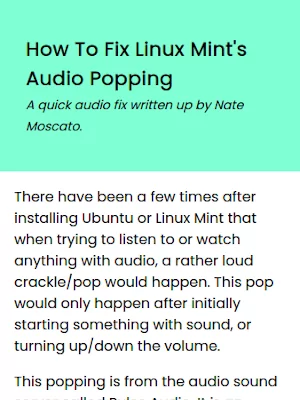 How To Fix Linux Mint's
Audio Popping
A quick audio fix written up by Nate
Moscato.
There have been a few times after
installing Ubuntu or Linux Mint that
when trying to listen to or watch
anything with audio, a rather loud
crackle/pop would happen. This pop
would only happen after initially
starting something with sound, or
turning up/down the volume.
This popping is from the audio sound